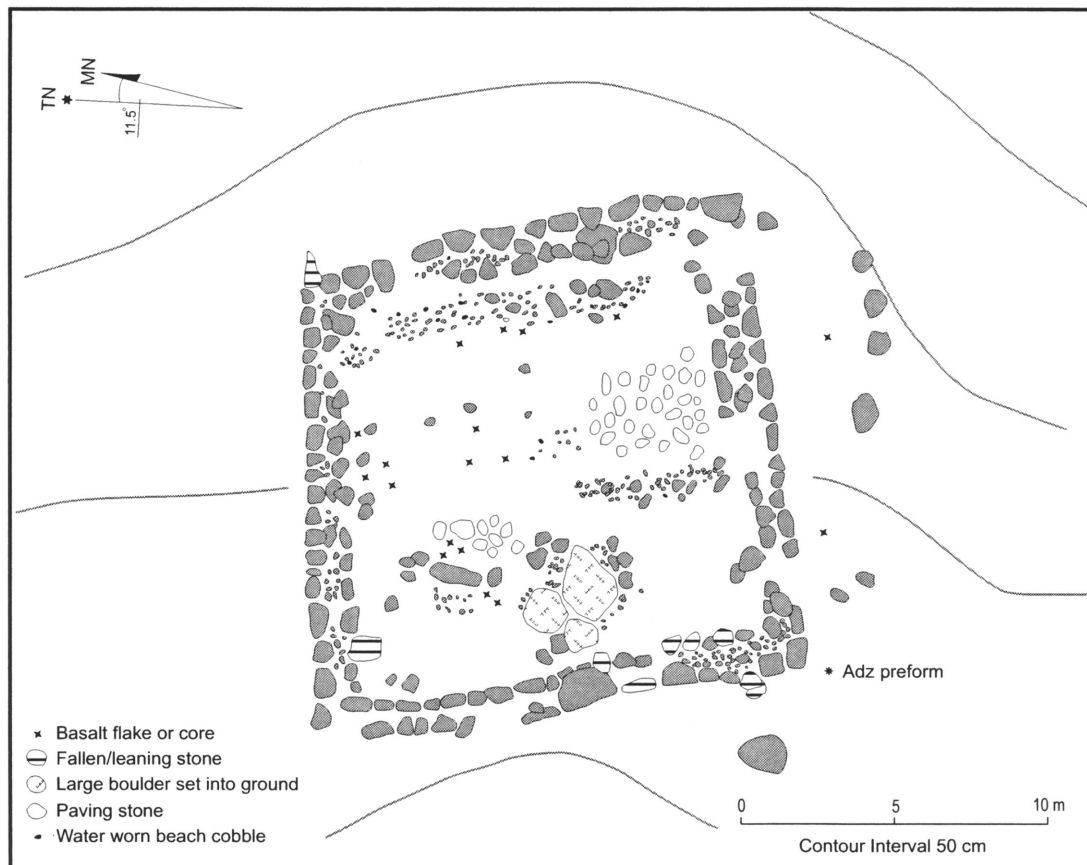 TN
MN
11.5°
Adz preform
Basalt flake or core
Fallen/leaning stone
Large boulder set into ground
Paving stone
Water worn beach cobble
0 5 10 m
Contour Interval 50 cm